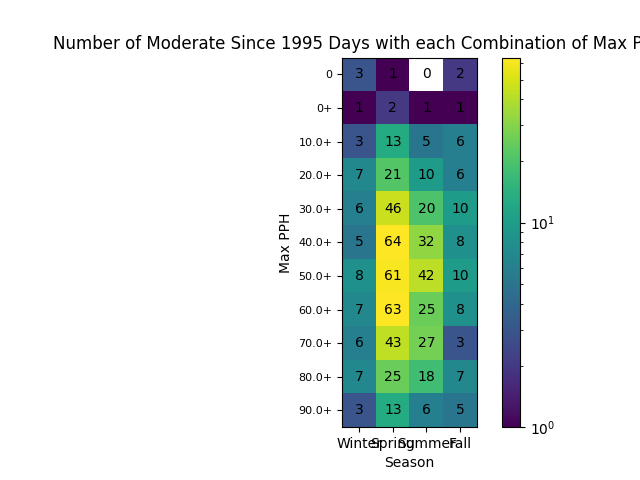 Number of Moderate Since 1995 Days with each Combination of Max P
0 3 1 0 2
0+ 1 2 1 1
10.0+ 3 13 5 6
20.0+ 7 21 10 6
30.0+ 6 46 20 10
40.0+ 5 64 32 8
50.0+ 8 61 42 10
60.0+ 7 63 25 8
70.0+ 6 43 27 3
80.0+ 7 25 18 7
90.0+ 3 13 6 5
Max PPH
Winter Spring Summer Fall
Season
10^1
10^0